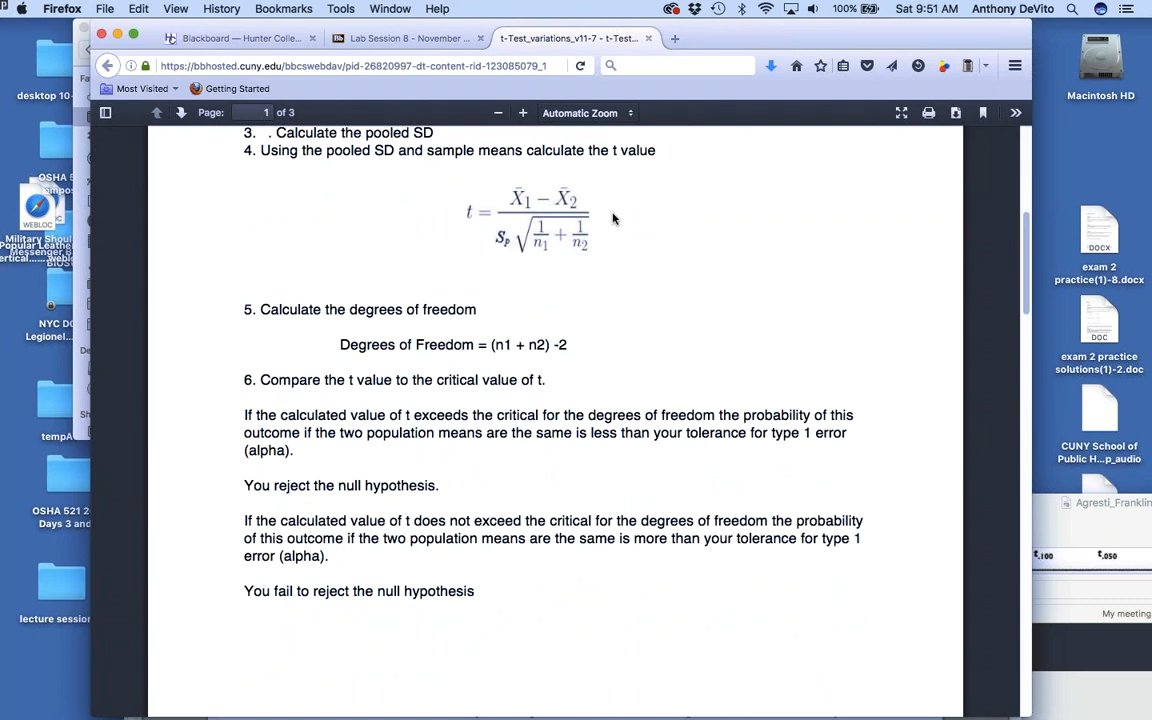 Firefox File Edit View History Bookmarks Tools Window Help 100% Sat 9:51 AM Anthony DeVito
Blackboard — Hunter Colle... × Lab Session 8 - November ... × t-Test_variations_v11-7 - t-Test... × +
https://bbhosted.cuny.edu/bbcswebdav/pid-26820997-dt-content-rid-123085079_1
Most Visited Getting Started
Page: 1 of 3 Automatic Zoom
3. . Calculate the pooled SD
4. Using the pooled SD and sample means calculate the t value
t = X̄1 − X̄2 / Sp √ 1/n1 + 1/n2
5. Calculate the degrees of freedom
Degrees of Freedom = (n1 + n2) -2
6. Compare the t value to the critical value of t.
If the calculated value of t exceeds the critical for the degrees of freedom the probability of this
outcome if the two population means are the same is less than your tolerance for type 1 error
(alpha).
You reject the null hypothesis.
If the calculated value of t does not exceed the critical for the degrees of freedom the probability
of this outcome if the two population means are the same is more than your tolerance for type 1
error (alpha).
You fail to reject the null hypothesis
desktop 10-
OSHA
WEBLOC
Military Shoul
NYC DO
Legionel
tempA
OSHA 521 2
Days 3 and
lecture session
Macintosh HD
DOCX
exam 2
practice(1)-8.docx
DOC
exam 2 practice
solutions(1)-2.doc
CUNY School of
Public H...p_audio
Agresti_Franklin
t.100 t.050
My meeting